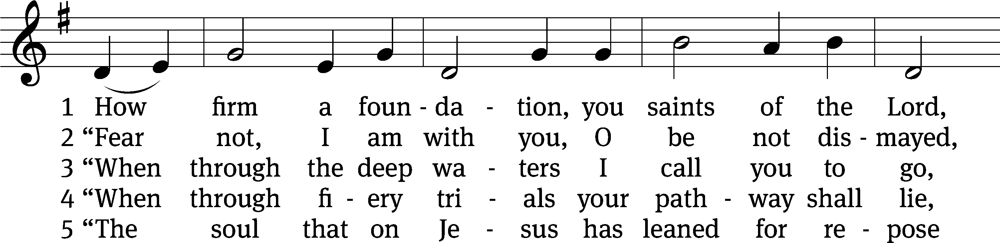 1 How firm a foun - da - tion, you saints of the Lord,
2 “Fear not, I am with you, O be not dis - mayed,
3 “When through the deep wa - ters I call you to go,
4 “When through fi - ery tri - als your path - way shall lie,
5 “The soul that on Je - sus has leaned for re - pose